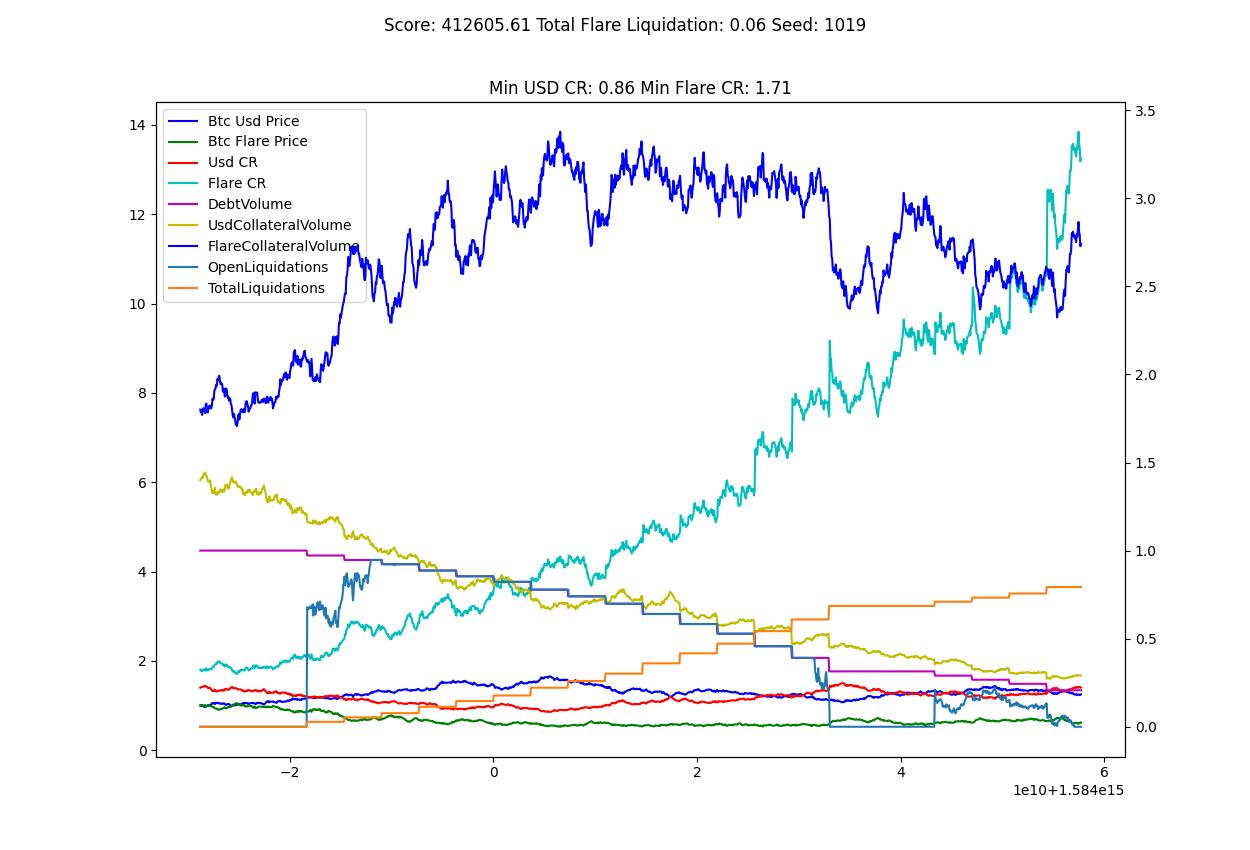 Score: 412605.61 Total Flare Liquidation: 0.06 Seed: 1019
Min USD CR: 0.86 Min Flare CR: 1.71
Btc Usd Price
Btc Flare Price
Usd CR
Flare CR
DebtVolume
UsdCollateralVolume
FlareCollateralVolume
OpenLiquidations
TotalLiquidations
14
12
10
8
6
4
2
0
3.5
3.0
2.5
2.0
1.5
1.0
0.5
0.0
−2
0
2
4
6
1e10+1.584e15